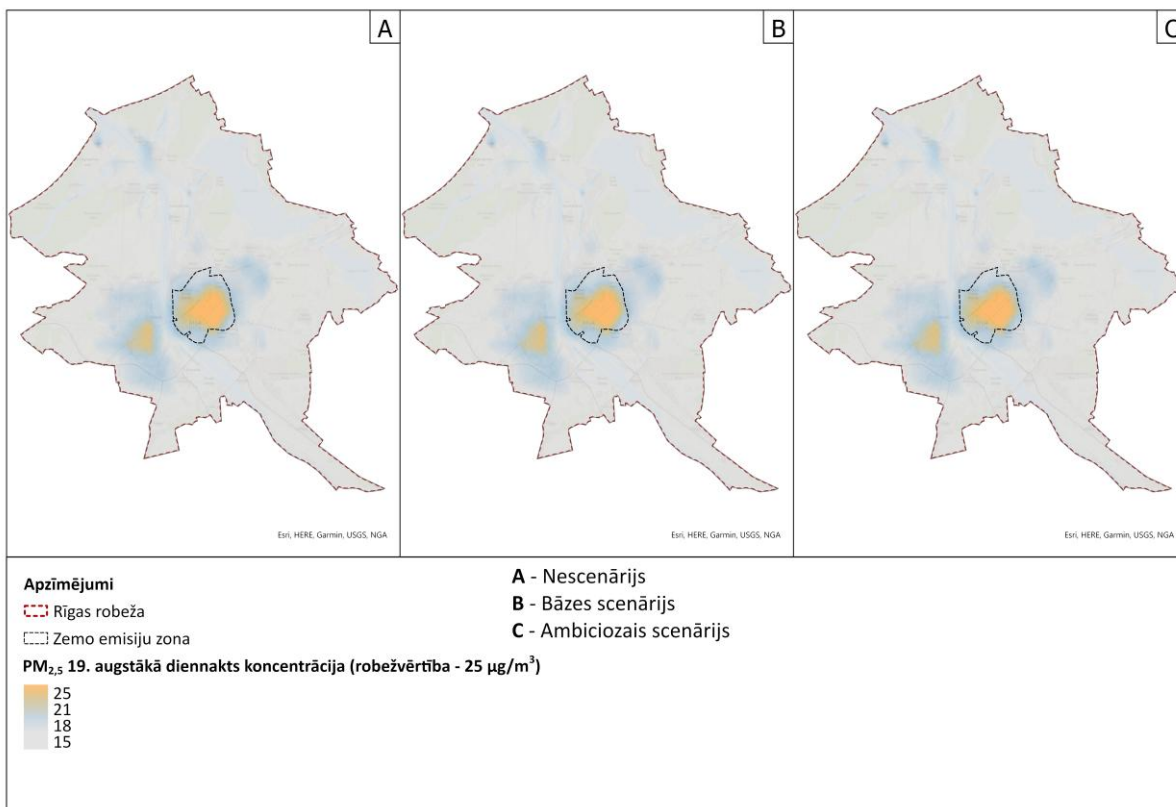 A
B
C
Esri, HERE, Garmin, USGS, NGA
Esri, HERE, Garmin, USGS, NGA
Esri, HERE, Garmin, USGS, NGA
Apzīmējumi
Rīgas robeža
Zemo emisiju zona
PM2,5 19. augstākā diennakts koncentrācija (robežvērtība - 25 µg/m³)
25
21
18
15
A - Nescenārijs
B - Bāzes scenārijs
C - Ambiciozais scenārijs